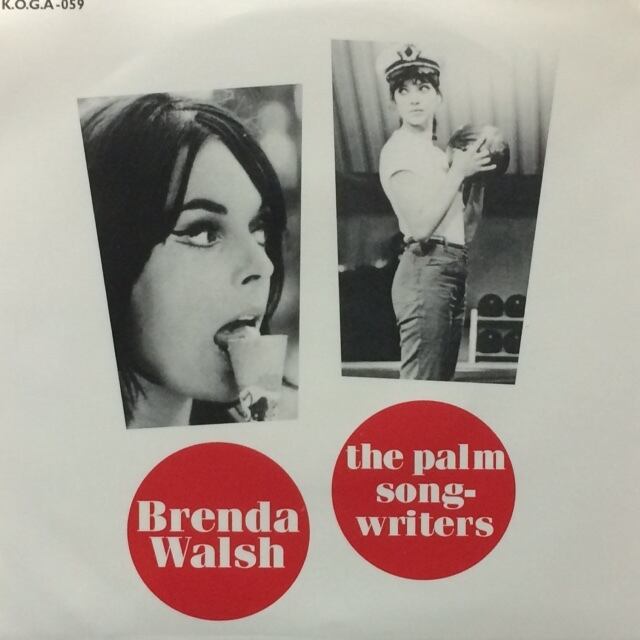 K.O.G.A-059
Brenda
Walsh
the palm
song-
writers